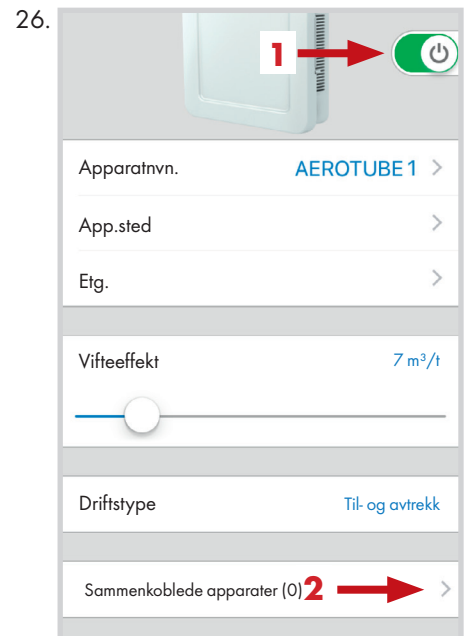 26.
1
Apparatnvn. AEROTUBE 1 >
App.sted >
Etg. >
Vifteeffekt 7 m³/t
Driftstype Til- og avtrekk
Sammenkoblede apparater (0) 2 >